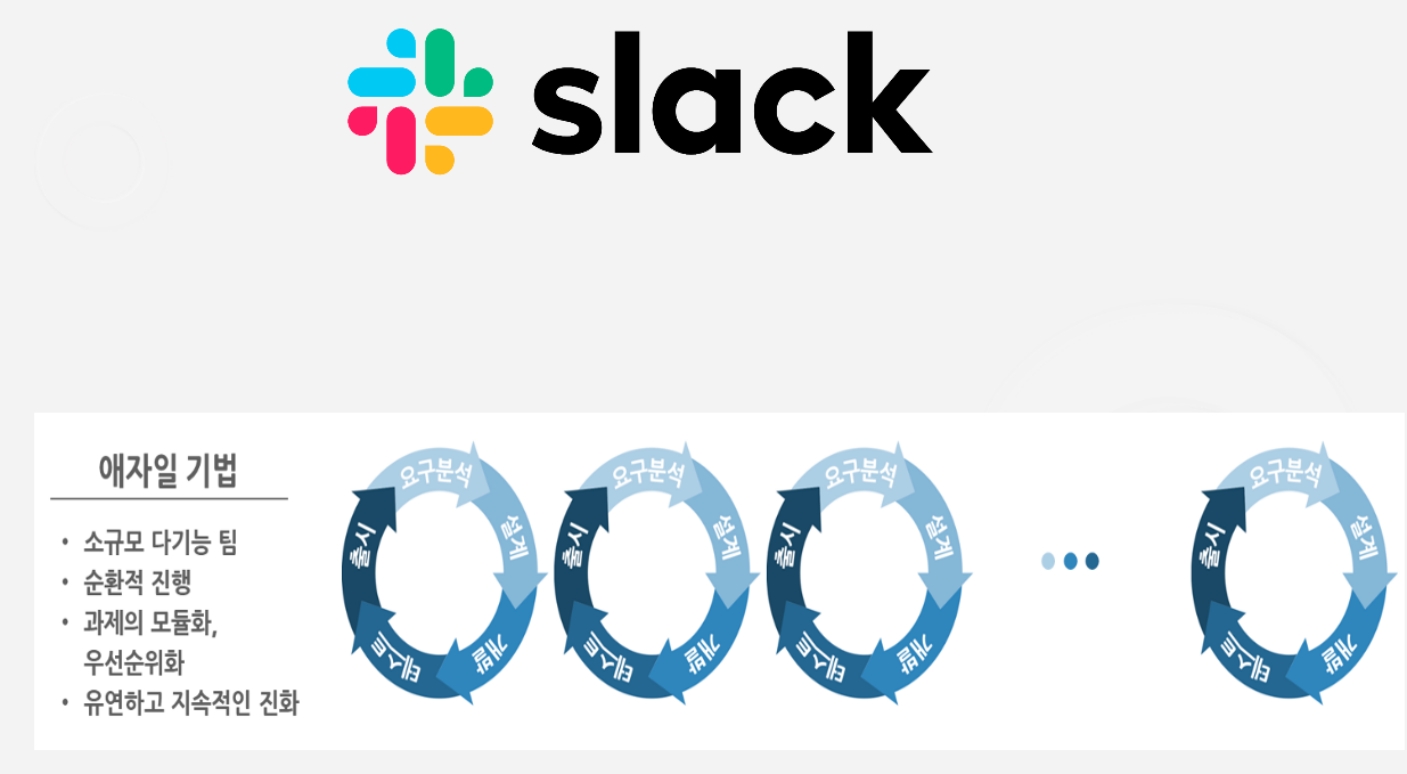 slack
애자일 기법
• 소규모 다기능 팀
• 순환적 진행
• 과제의 모듈화,
우선순위화
• 유연하고 지속적인 진화
요구분석
설계
개발
테스트
출시
요구분석
설계
개발
테스트
출시
요구분석
설계
개발
테스트
출시
요구분석
설계
개발
테스트
출시